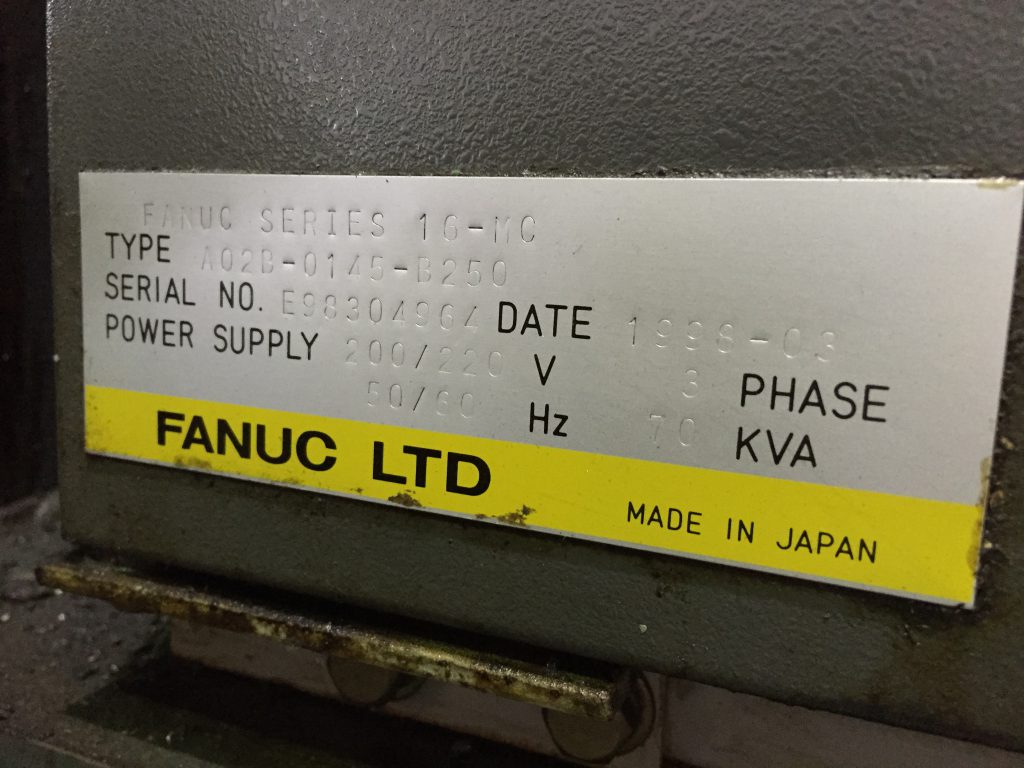 FANUC SERIES 16-MC
TYPE A02B-0145-B250
SERIAL NO. E98304964 DATE 1998-03
POWER SUPPLY 200/220 V 3 PHASE
50/60 Hz 70 KVA
FANUC LTD
MADE IN JAPAN